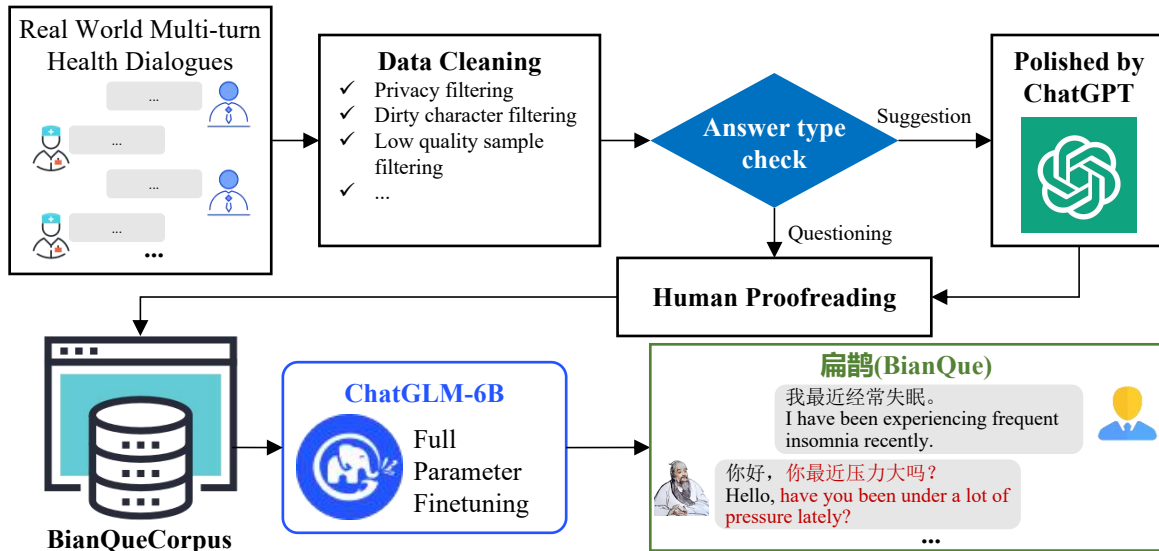 Real World Multi-turn
Health Dialogues
...
...
...
...
...
Data Cleaning
✓ Privacy filtering
✓ Dirty character filtering
✓ Low quality sample
filtering
✓ ...
Answer type
check
Suggestion
Questioning
Polished by
ChatGPT
Human Proofreading
BianQueCorpus
ChatGLM-6B
Full
Parameter
Finetuning
扁鹊(BianQue)
我最近经常失眠。
I have been experiencing frequent
insomnia recently.
你好，你最近压力大吗？
Hello, have you been under a lot of
pressure lately?
...